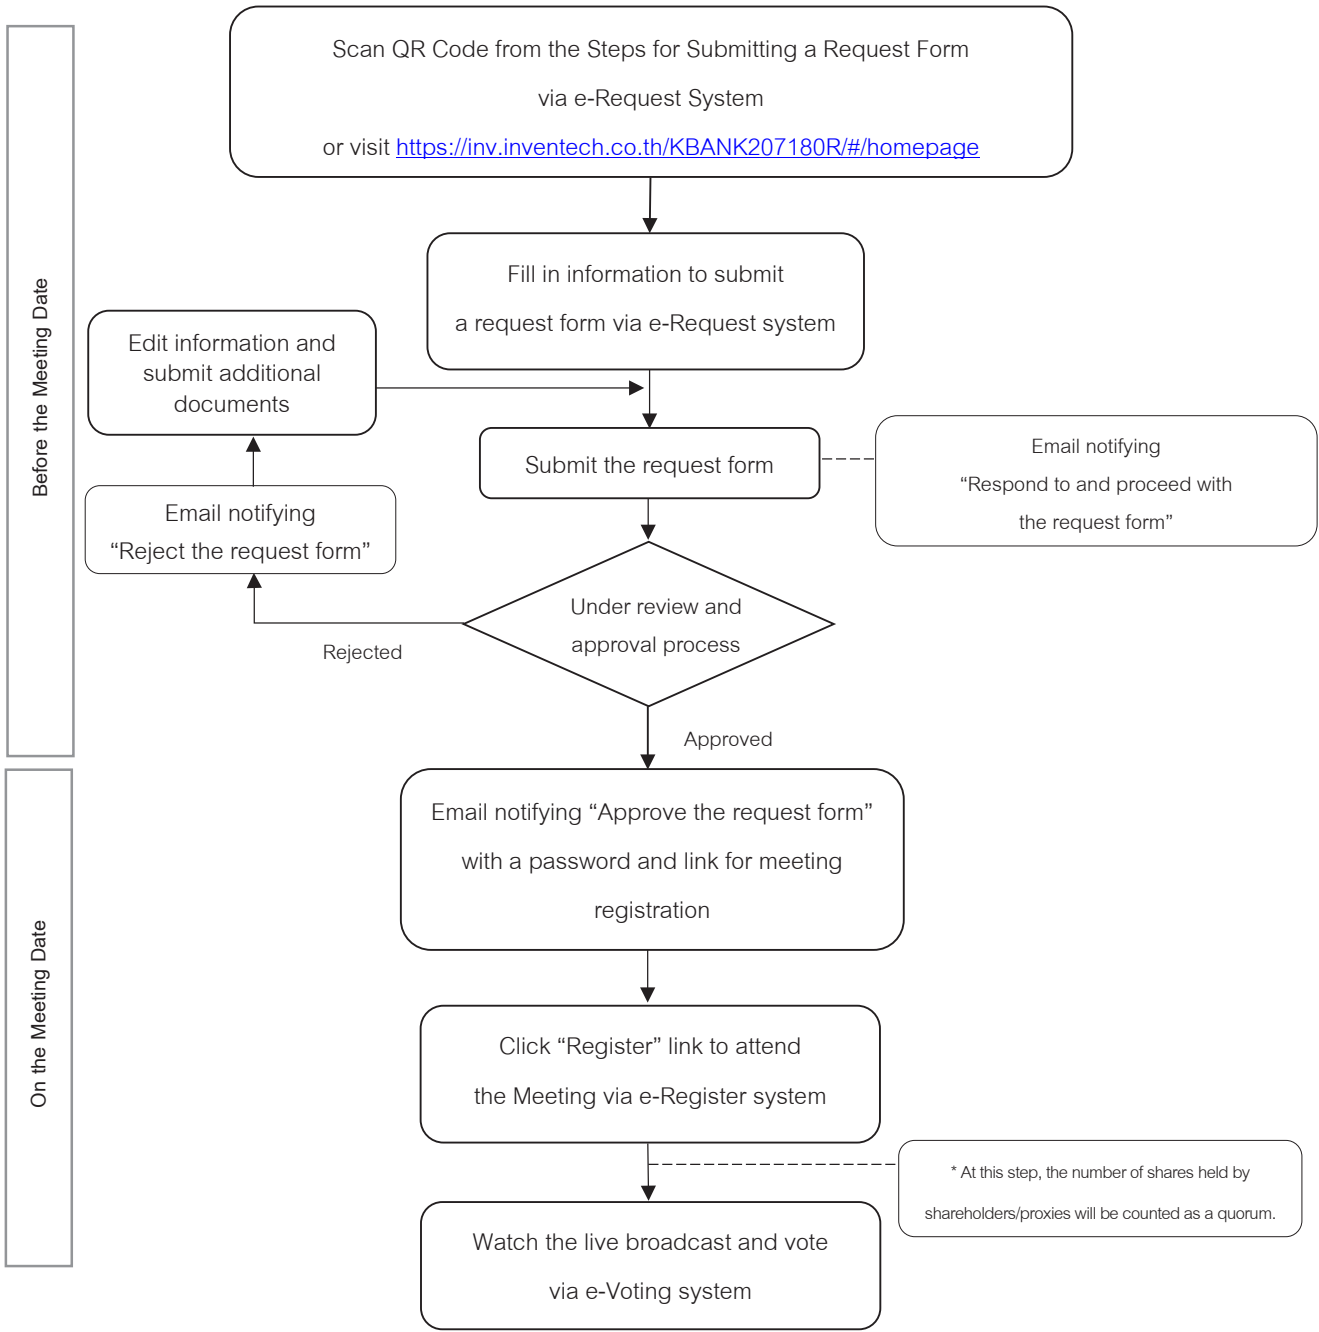 Scan QR Code from the Steps for Submitting a Request Form
via e-Request System
or visit https://inv.inventech.co.th/KBANK207180R/#/homepage
Before the Meeting Date
Fill in information to submit
a request form via e-Request system
Edit information and
submit additional
documents
Submit the request form
Email notifying
“Respond to and proceed with
the request form”
Email notifying
“Reject the request form”
Under review and
approval process
Rejected
Approved
On the Meeting Date
Email notifying “Approve the request form”
with a password and link for meeting
registration
Click “Register” link to attend
the Meeting via e-Register system
* At this step, the number of shares held by
shareholders/proxies will be counted as a quorum.
Watch the live broadcast and vote
via e-Voting system